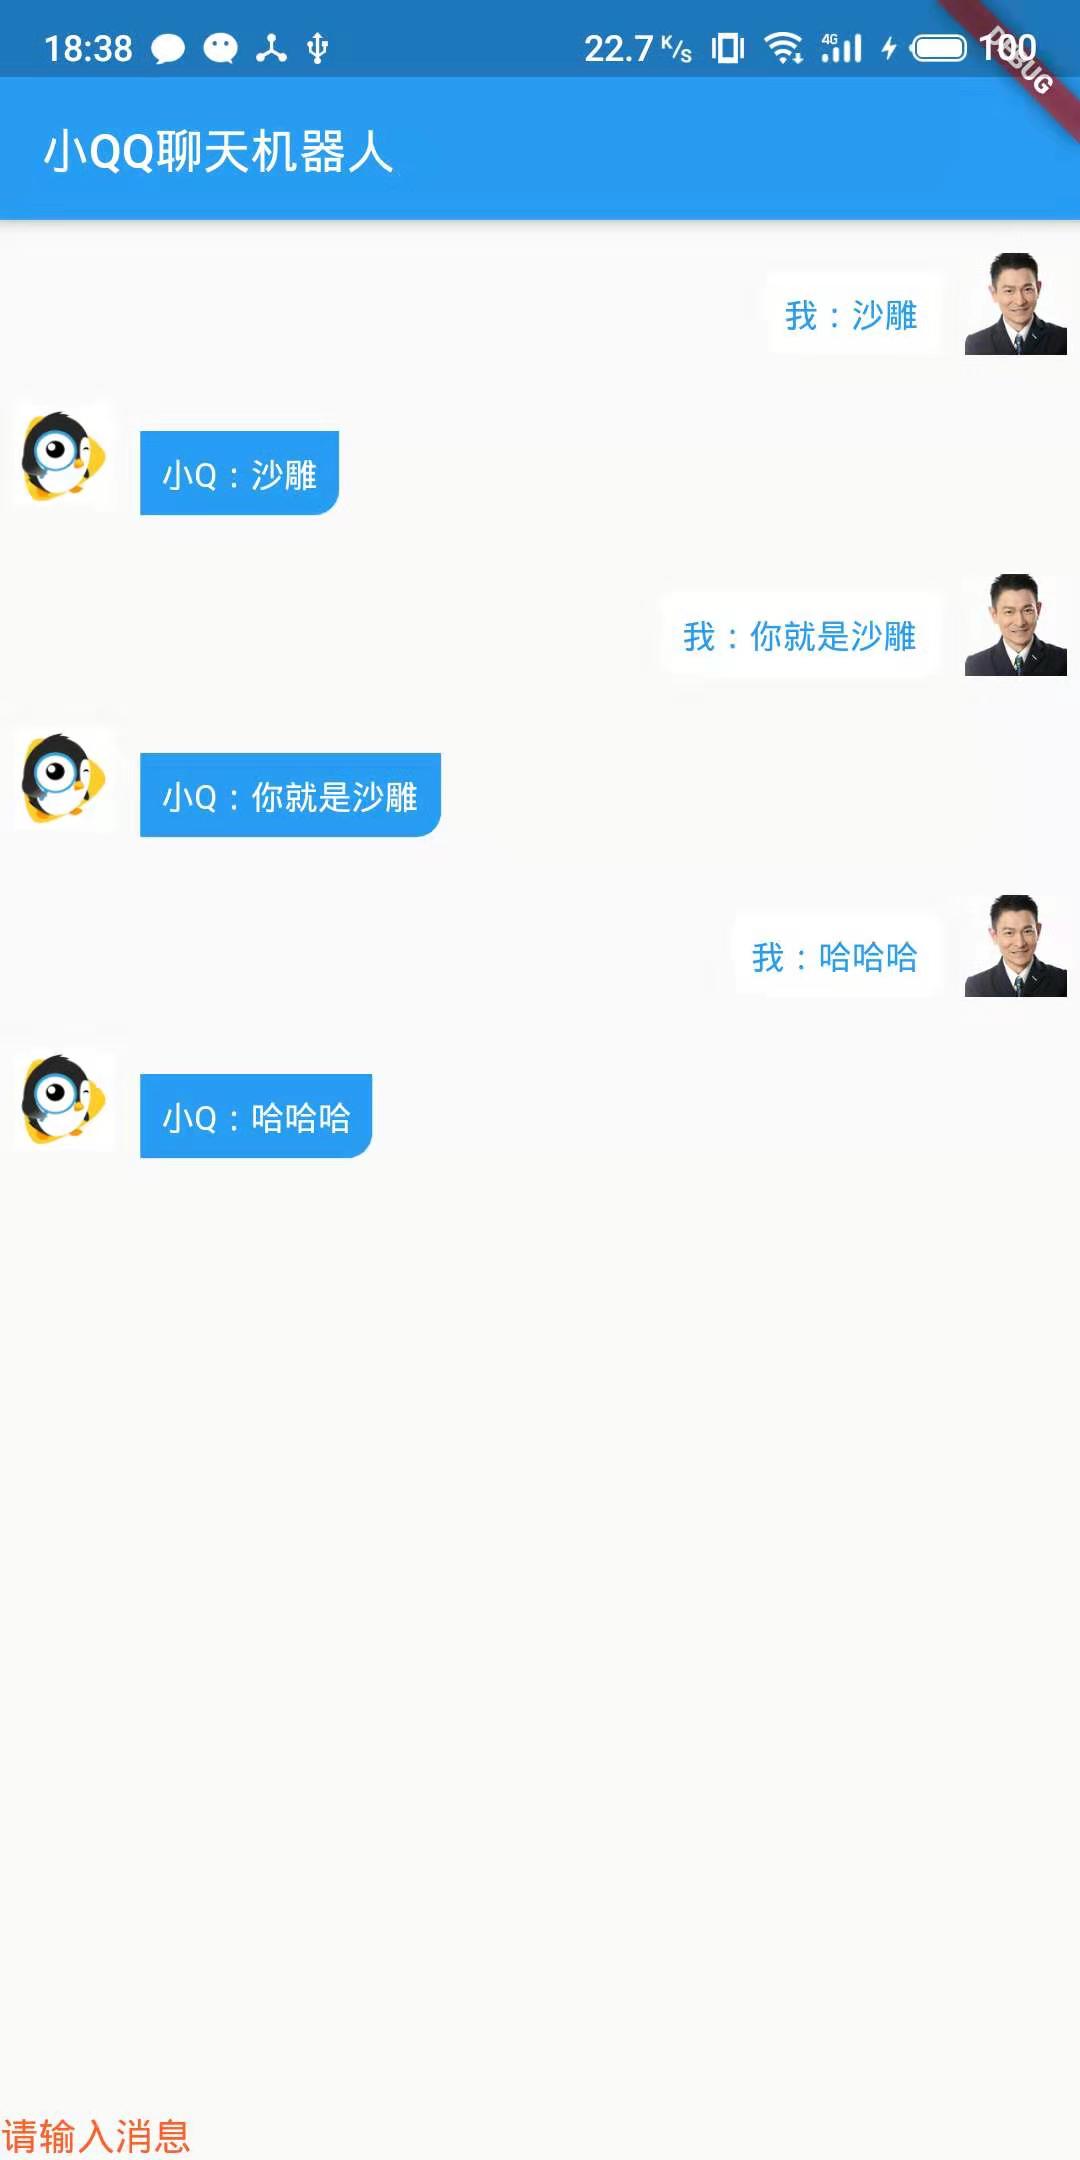 18:38 22.7 K/s 4G 100
DEBUG
小QQ聊天机器人
我：沙雕
小Q：沙雕
我：你就是沙雕
小Q：你就是沙雕
我：哈哈哈
小Q：哈哈哈
请输入消息